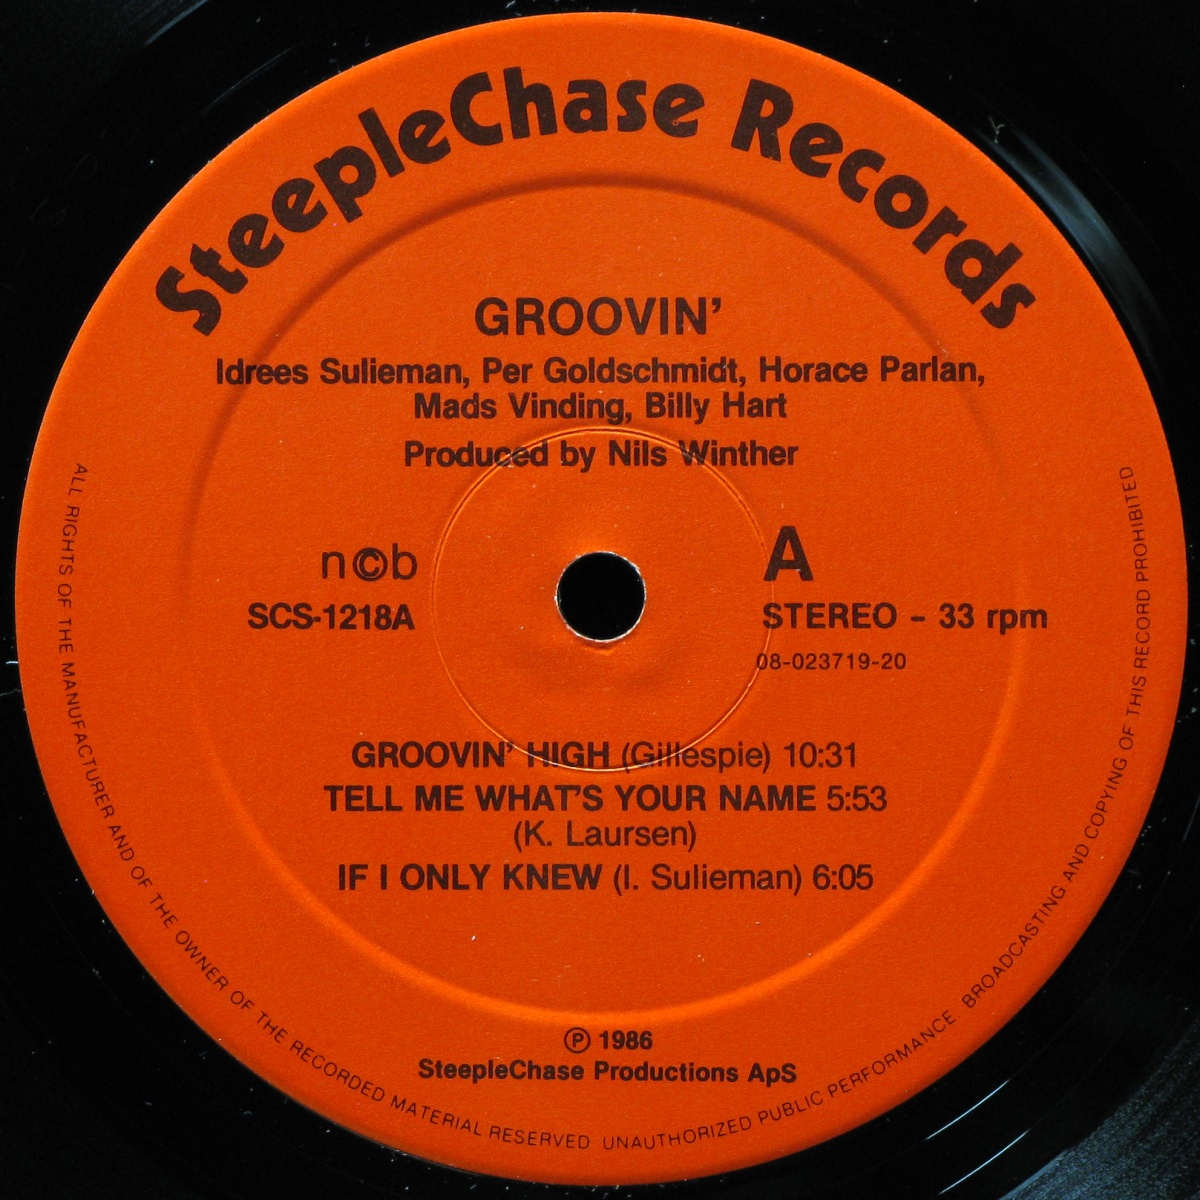 SteepleChase Records
GROOVIN'
Idrees Sulieman, Per Goldschmidt, Horace Parlan,
Mads Vinding, Billy Hart
Produced by Nils Winther
n©b
SCS-1218A
A
STEREO - 33 rpm
08-023719-20
GROOVIN' HIGH (Gillespie) 10:31
TELL ME WHAT'S YOUR NAME 5:53
(K. Laursen)
IF I ONLY KNEW (I. Sulieman) 6:05
℗ 1986
SteepleChase Productions ApS
ALL RIGHTS OF THE MANUFACTURER AND OF THE OWNER OF THE RECORDED MATERIAL RESERVED UNAUTHORIZED PUBLIC PERFORMANCE. BROADCASTING AND COPYING OF THIS RECORD PROHIBITED